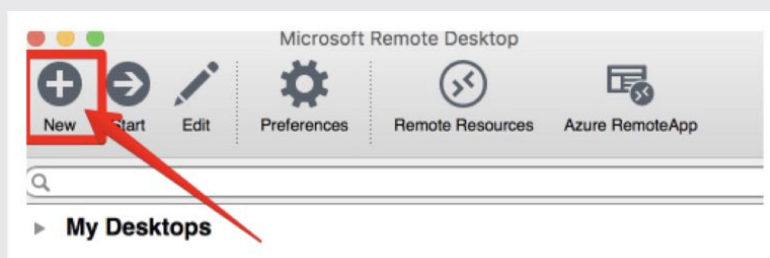 Microsoft Remote Desktop
New Start Edit Preferences Remote Resources Azure RemoteApp
My Desktops